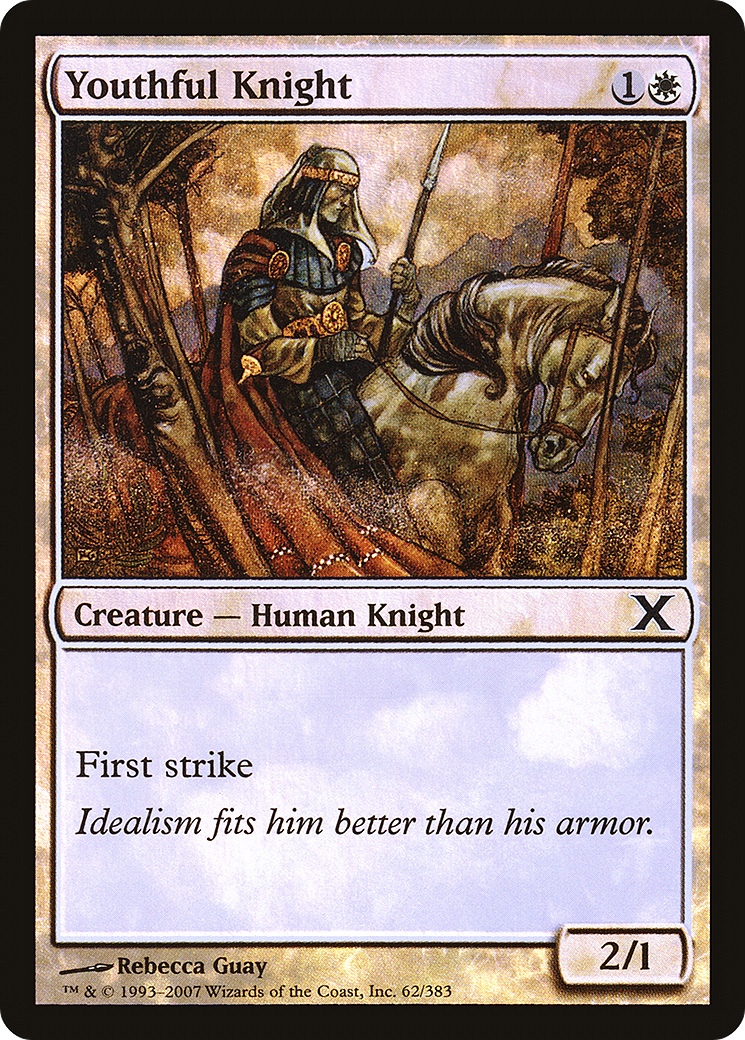 Youthful Knight 1
Creature — Human Knight X
First strike
Idealism fits him better than his armor.
2/1
Rebecca Guay
™ & © 1993–2007 Wizards of the Coast, Inc. 62/383